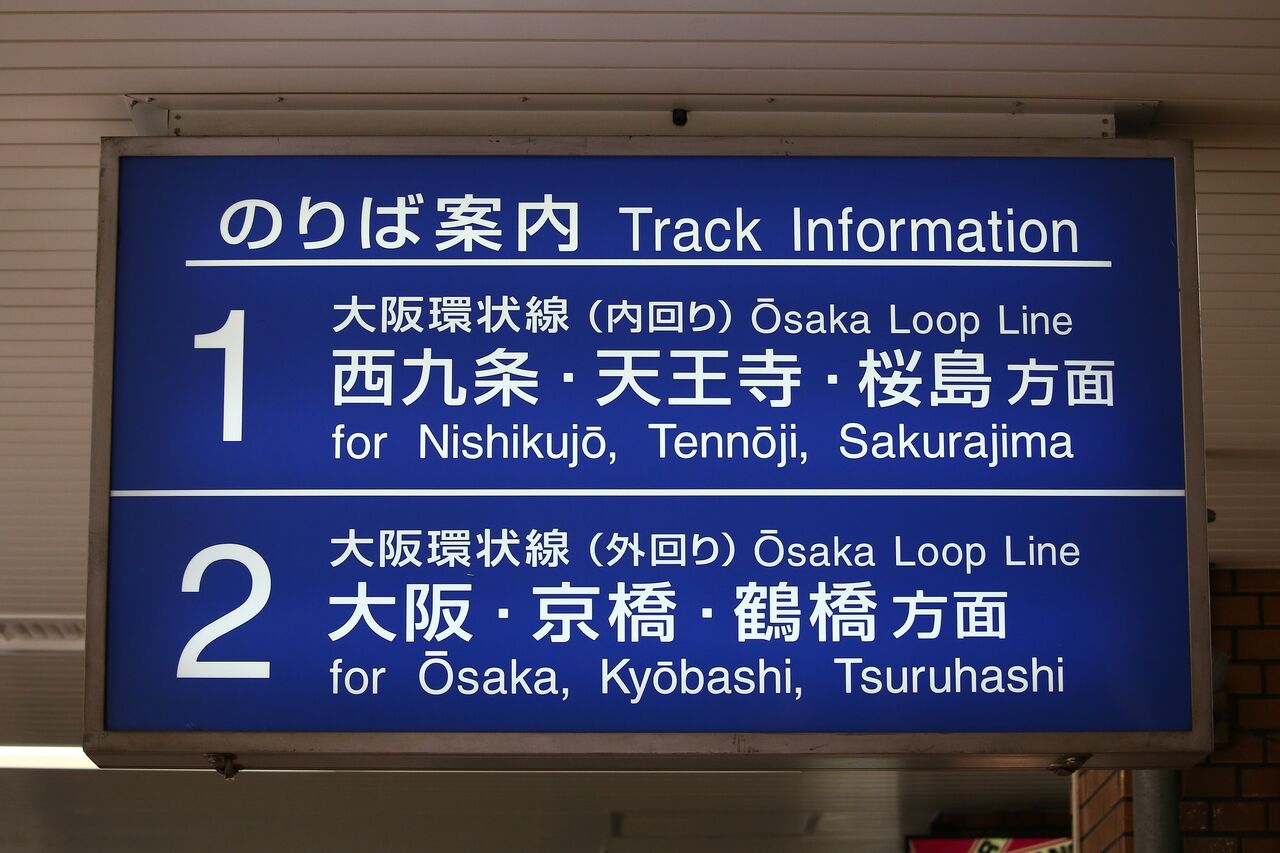 のりば案内 Track Information
1
大阪環状線（内回り）Ōsaka Loop Line
西九条・天王寺・桜島方面
for Nishikujō, Tennōji, Sakurajima
2
大阪環状線（外回り）Ōsaka Loop Line
大阪・京橋・鶴橋方面
for Ōsaka, Kyōbashi, Tsuruhashi